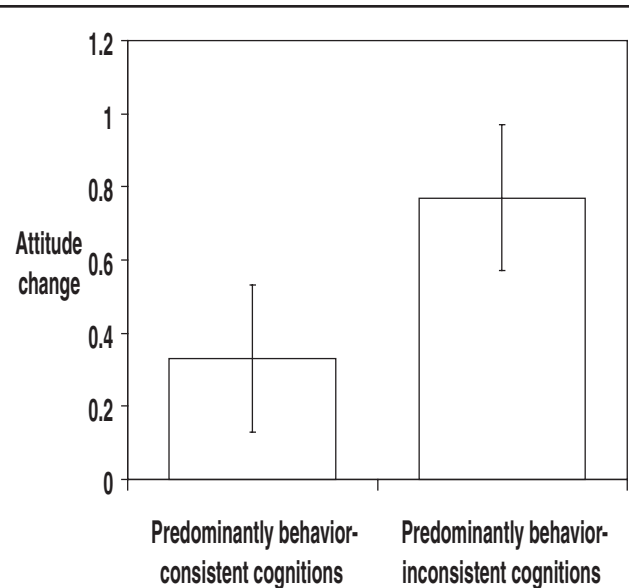 1.2
1
0.8
Attitude
change
0.6
0.4
0.2
0
Predominantly behavior-
consistent cognitions
Predominantly behavior-
inconsistent cognitions